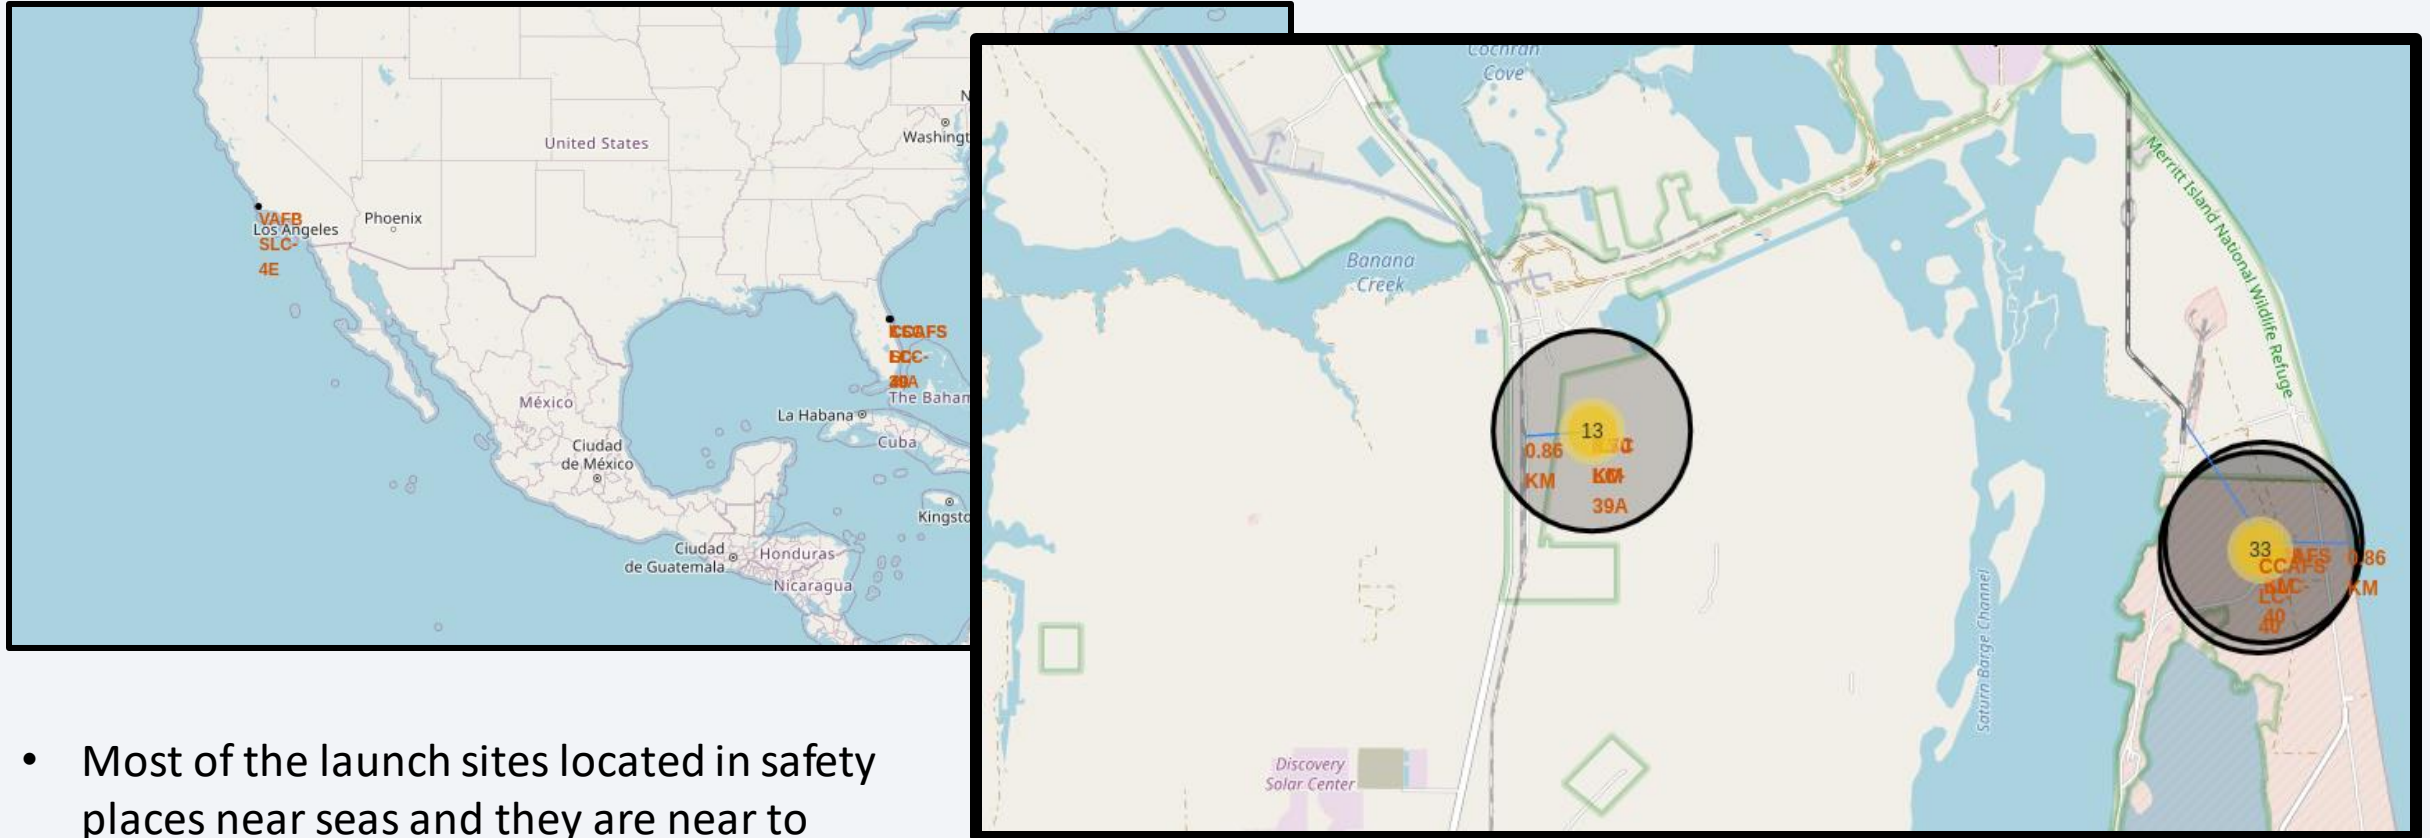 United States
Washingt
VAFB
SLC-
4E
Los Angeles
Phoenix
The Baham
México
La Habana
Cuba
Ciudad
de México
Kingsto
Ciudad
de Guatemala
Honduras
Nicaragua
Cochran
Cove
Merritt Island National Wildlife Refuge
Banana
Creek
13
0.86
KM
39A
33
CCAFS
LC-
40
0.86
KM
Saturn Barge Channel
Discovery
Solar Center
• Most of the launch sites located in safety
places near seas and they are near to